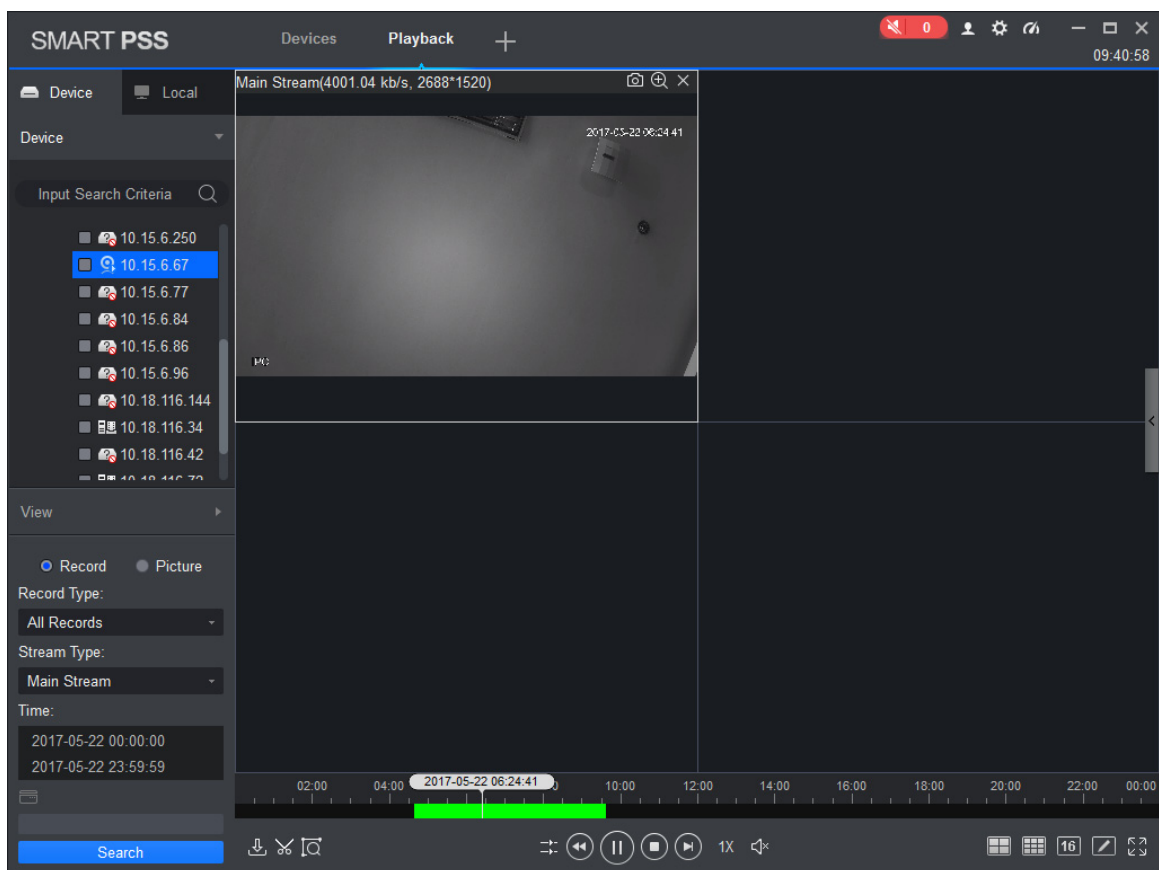 SMART PSS
Devices
Playback
0
09:40:58
Device
Local
Device
Input Search Criteria
10.15.6.250
10.15.6.67
10.15.6.77
10.15.6.84
10.15.6.86
10.15.6.96
10.18.116.144
10.18.116.34
10.18.116.42
View
Record
Picture
Record Type:
All Records
Stream Type:
Main Stream
Time:
2017-05-22 00:00:00
2017-05-22 23:59:59
Search
Main Stream(4001.04 kb/s, 2688*1520)
2017-05-22 06:24:41
02:00 04:00 10:00 12:00 14:00 16:00 18:00 20:00 22:00 00:00
2017-05-22 06:24:41
1X
16